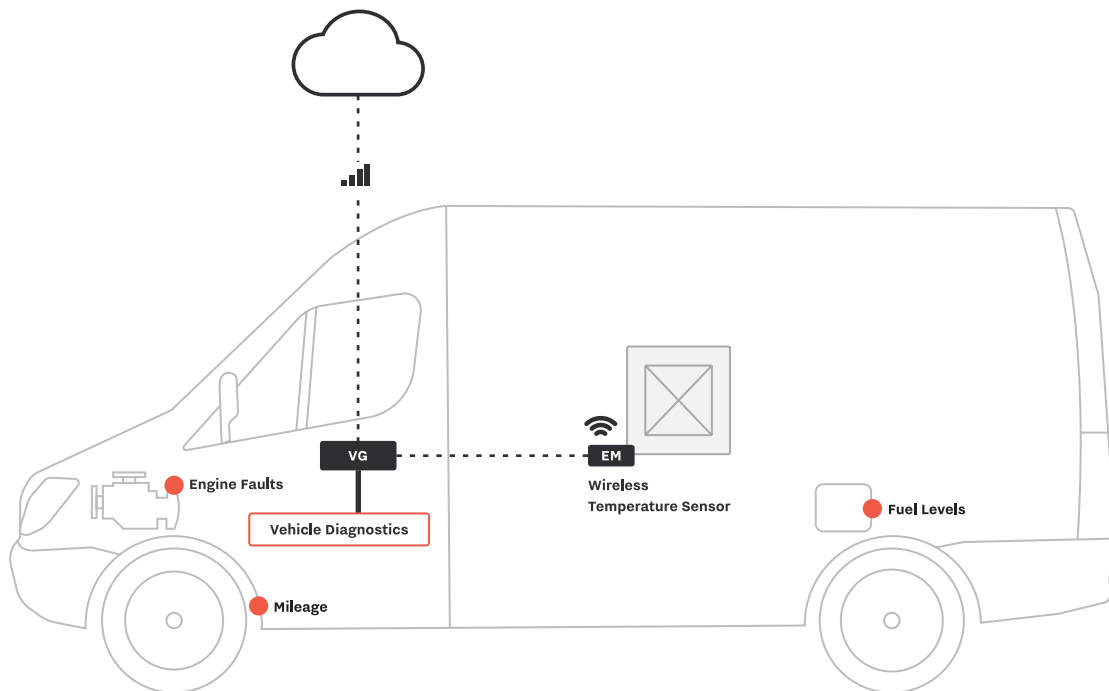 VG
EM
Wireless
Temperature Sensor
Engine Faults
Vehicle Diagnostics
Fuel Levels
Mileage